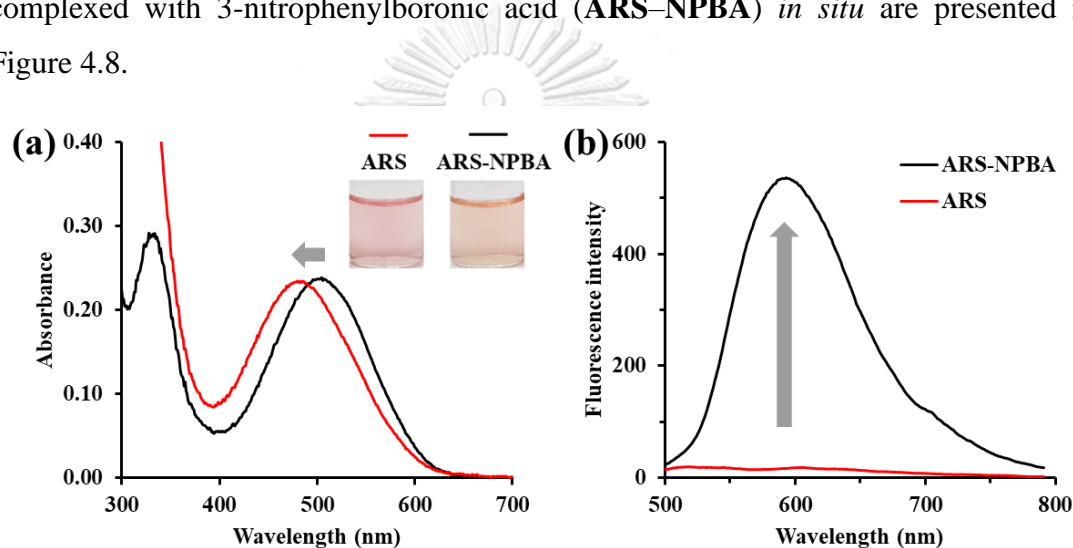 complexed with 3-nitrophenylboronic acid (ARS–NPBA) in situ are presented
Figure 4.8.
(a)
0.40
0.30
0.20
0.10
0.00
Absorbance
300 400 500 600 700
Wavelength (nm)
ARS ARS-NPBA
(b)
600
400
200
0
Fluorescence intensity
500 600 700 800
Wavelength (nm)
ARS-NPBA
ARS